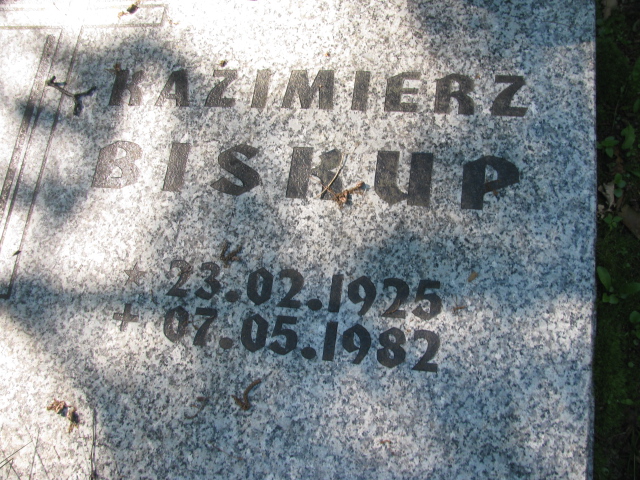 KAZIMIERZ
BISKUP
* 23.02.1925
+ 07.05.1982